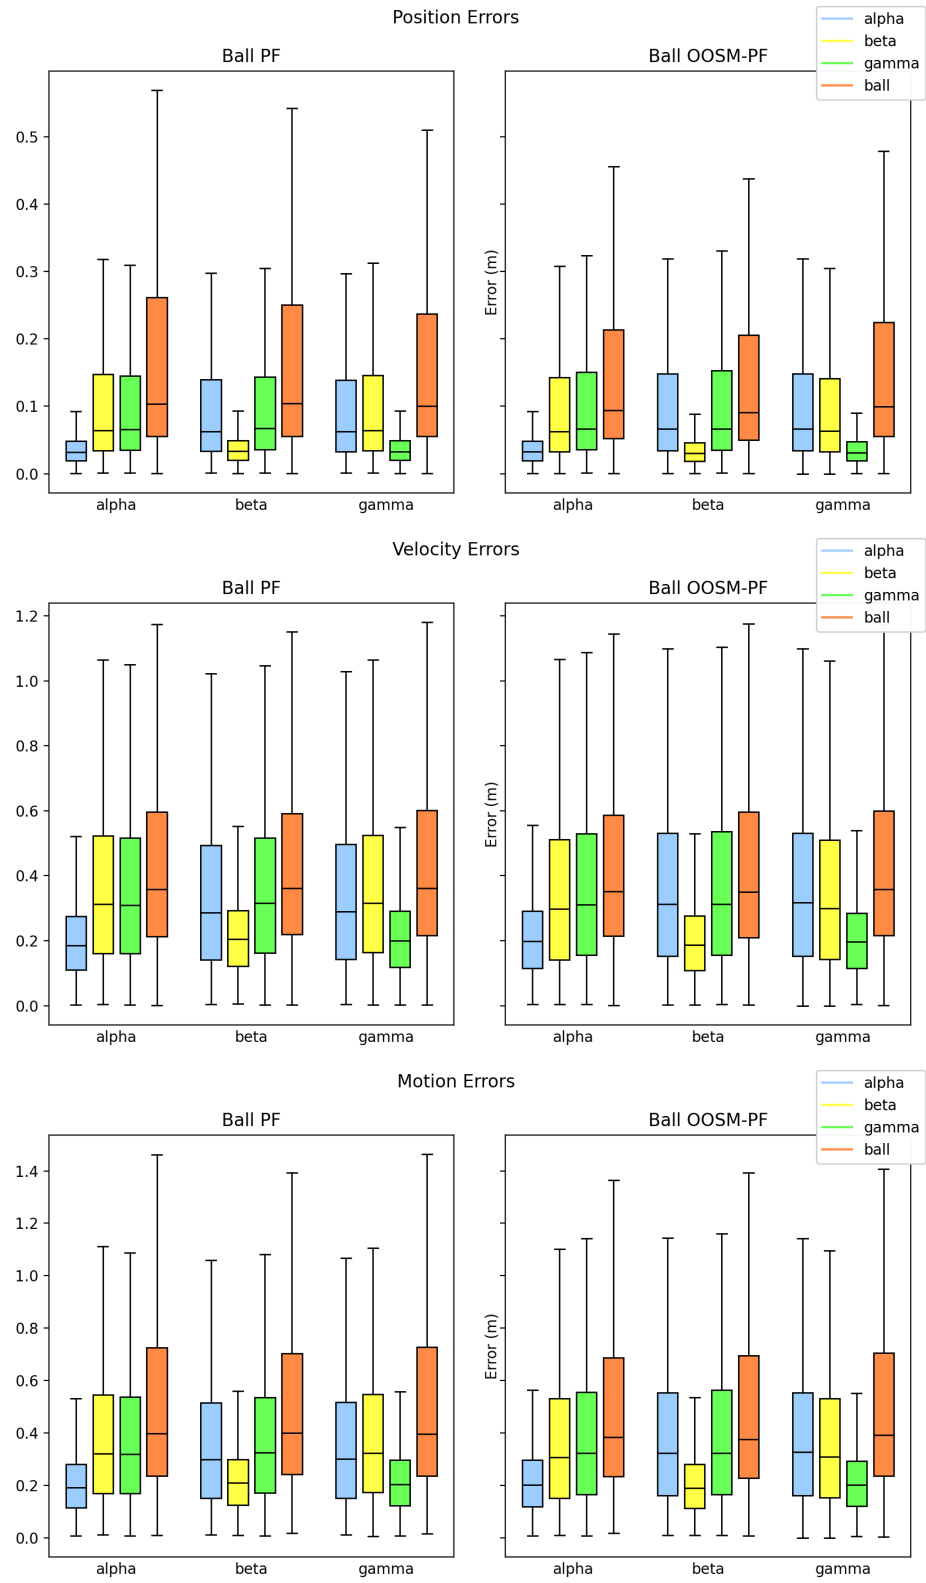 Position Errors
alpha
beta
gamma
ball
Ball PF
Ball OOSM-PF
0.5
0.4
0.3
0.2
0.1
0.0
Error (m)
alpha beta gamma
alpha beta gamma
Velocity Errors
alpha
beta
gamma
ball
Ball PF
Ball OOSM-PF
1.2
1.0
0.8
0.6
0.4
0.2
0.0
Error (m)
alpha beta gamma
alpha beta gamma
Motion Errors
alpha
beta
gamma
ball
Ball PF
Ball OOSM-PF
1.4
1.2
1.0
0.8
0.6
0.4
0.2
0.0
Error (m)
alpha beta gamma
alpha beta gamma